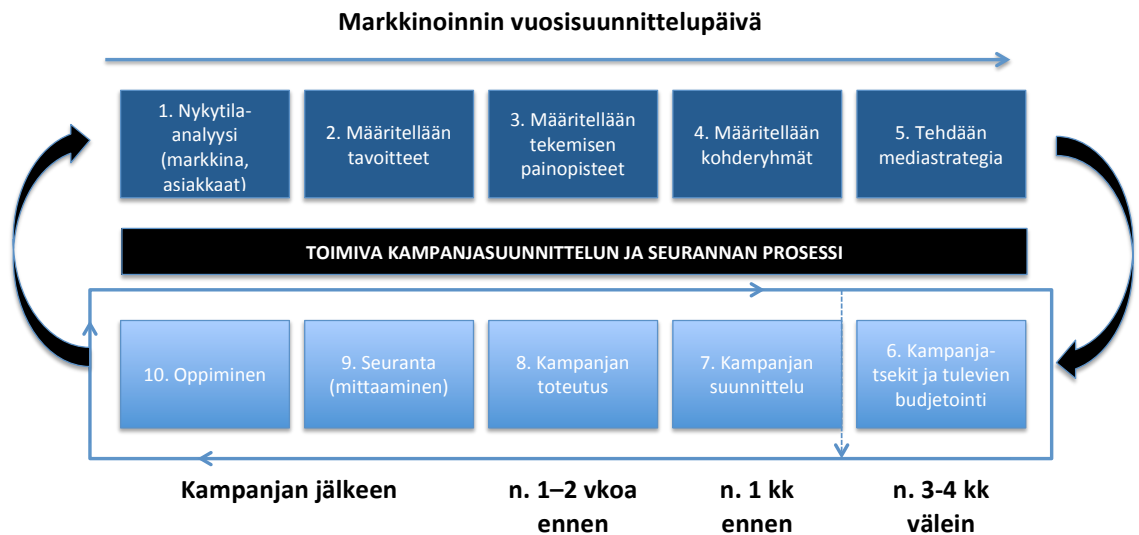 Markkinoinnin vuosisuunnittelupäivä
1. Nykytila-
analyysi
(markkina,
asiakkaat)
2. Määritellään
tavoitteet
3. Määritellään
tekemisen
painopisteet
4. Määritellään
kohderyhmät
5. Tehdään
mediastrategia
TOIMIVA KAMPANJASUUNNITTELUN JA SEURANNAN PROSESSI
10. Oppiminen
9. Seuranta
(mittaaminen)
8. Kampanjan
toteutus
7. Kampanjan
suunnittelu
6. Kampanja-
tsekit ja tulevien
budjetointi
Kampanjan jälkeen
n. 1–2 vkoa
ennen
n. 1 kk
ennen
n. 3-4 kk
välein